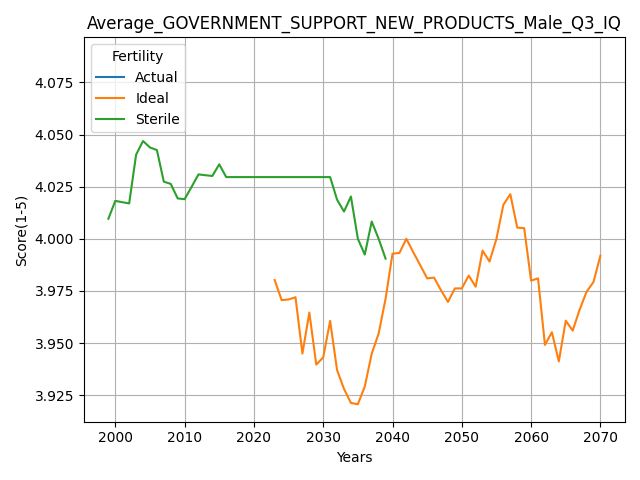 Average_GOVERNMENT_SUPPORT_NEW_PRODUCTS_Male_Q3_IQ
Fertility
Actual
Ideal
Sterile
4.075
4.050
4.025
4.000
3.975
3.950
3.925
Score(1-5)
2000 2010 2020 2030 2040 2050 2060 2070
Years